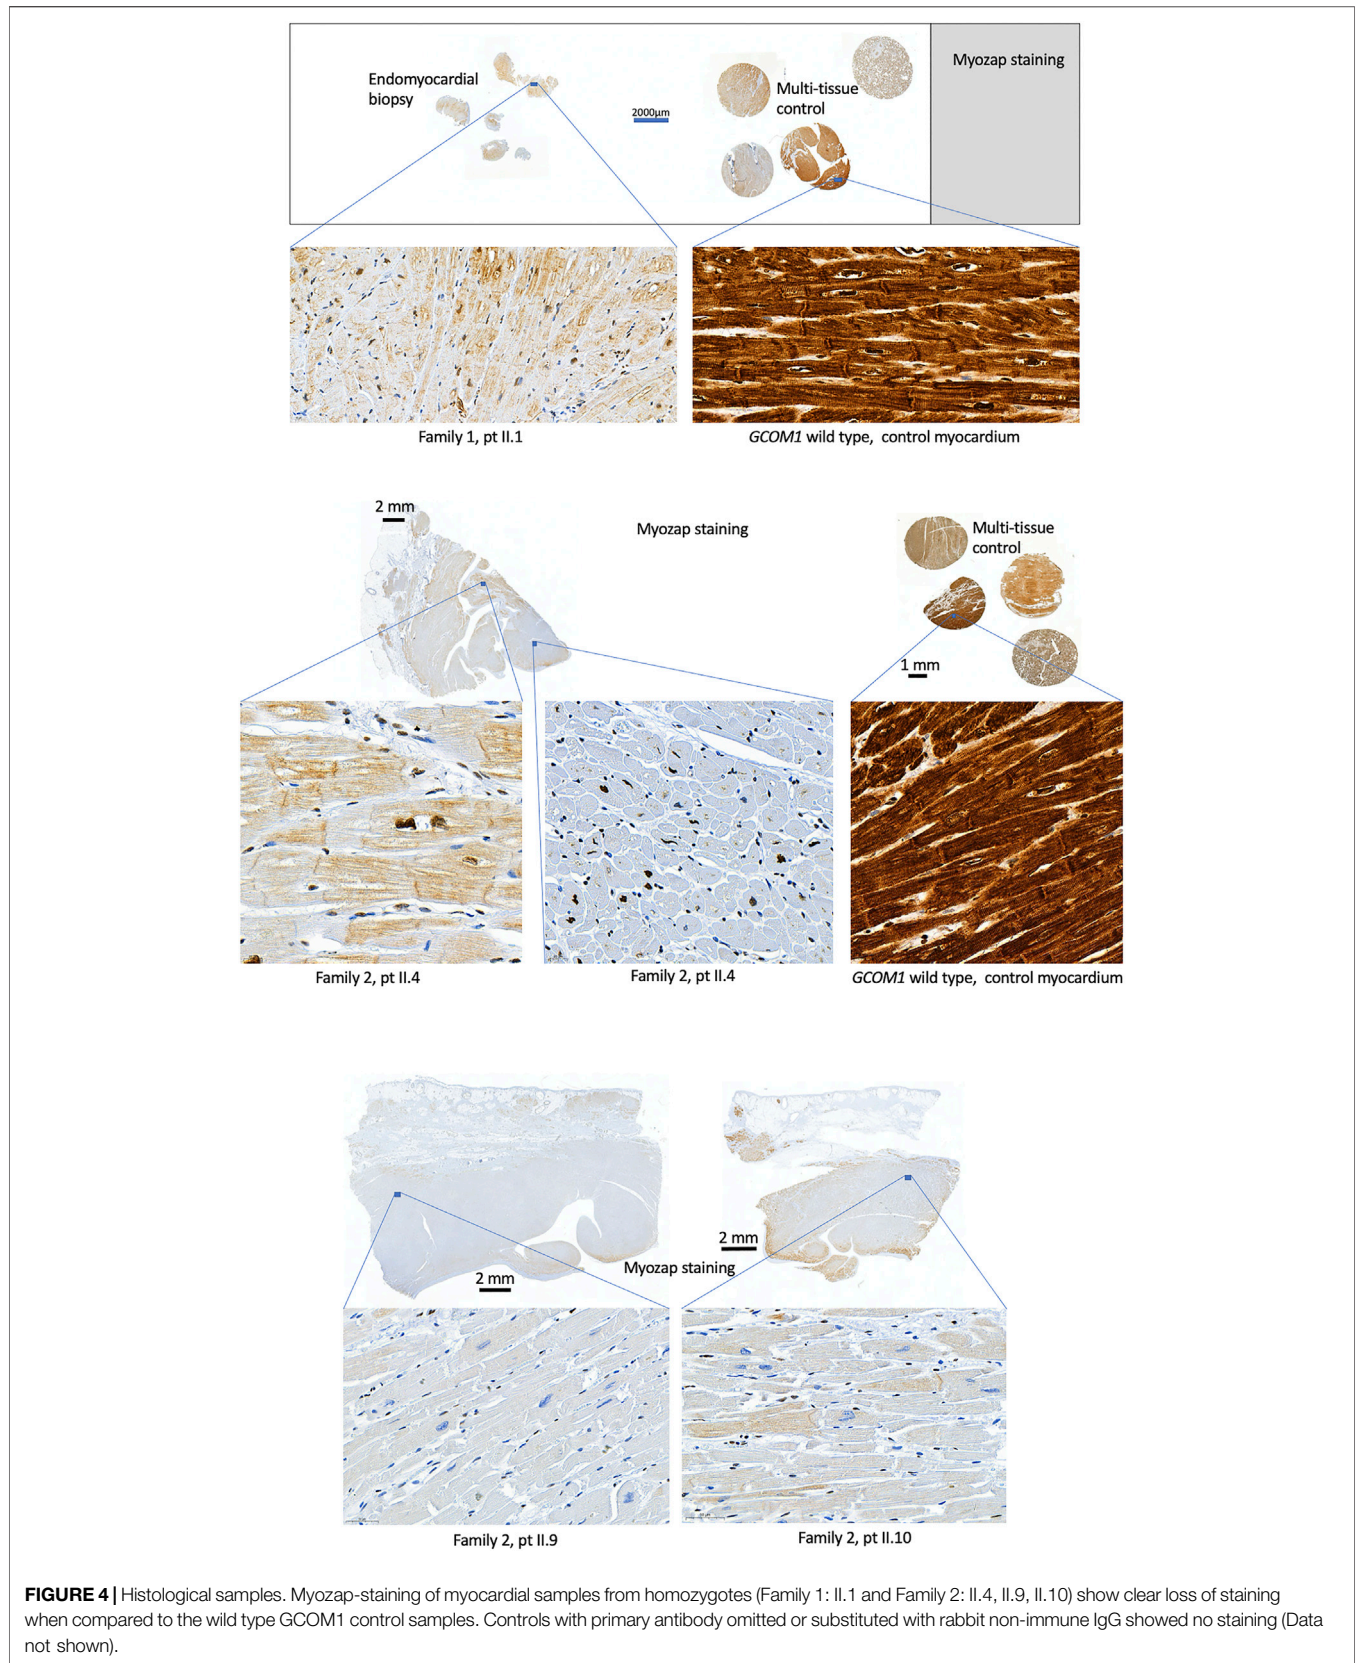 Endomyocardial
biopsy
2000µm
Multi-tissue
control
Myozap staining
Family 1, pt II.1
GCOM1 wild type, control myocardium
2 mm
Myozap staining
Multi-tissue
control
1 mm
Family 2, pt II.4
Family 2, pt II.4
GCOM1 wild type, control myocardium
2 mm
Myozap staining
2 mm
Family 2, pt II.9
Family 2, pt II.10
FIGURE 4 | Histological samples. Myozap-staining of myocardial samples from homozygotes (Family 1: II.1 and Family 2: II.4, II.9, II.10) show clear loss of staining
when compared to the wild type GCOM1 control samples. Controls with primary antibody omitted or substituted with rabbit non-immune IgG showed no staining (Data
not shown).